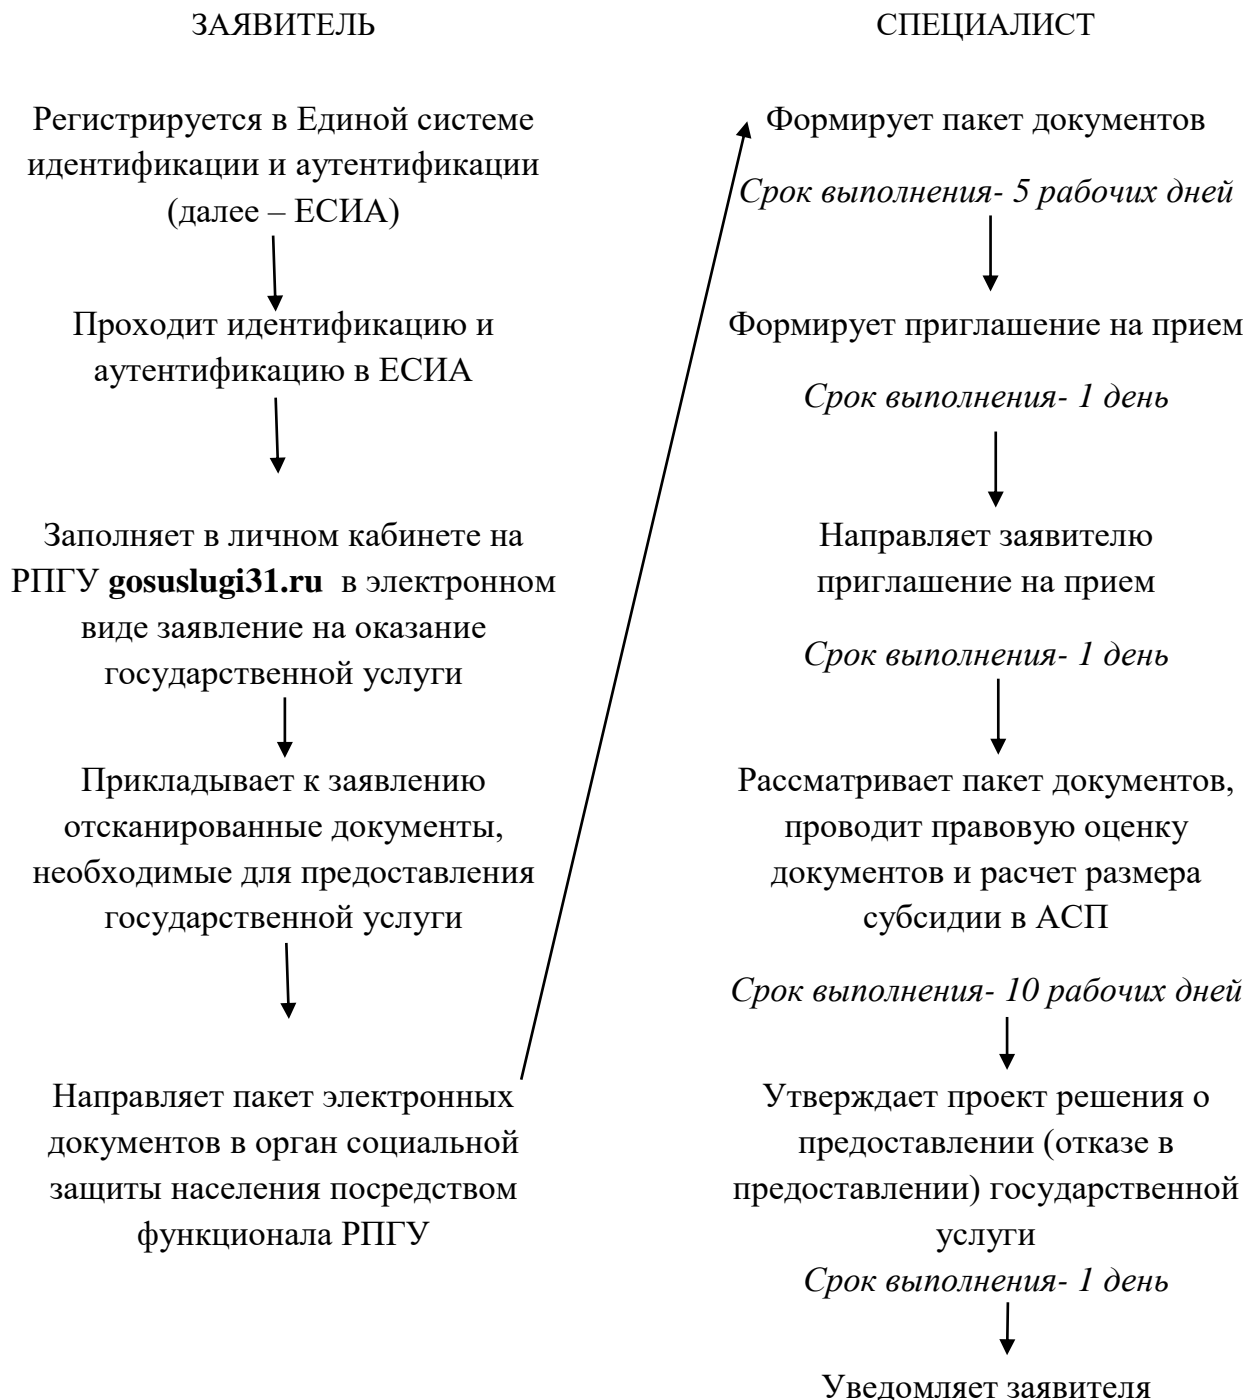 ЗАЯВИТЕЛЬ
Регистрируется в Единой системе
идентификации и аутентификации
(далее – ЕСИА)
Проходит идентификацию и
аутентификацию в ЕСИА
Заполняет в личном кабинете на
РПГУ gosuslugi31.ru в электронном
виде заявление на оказание
государственной услуги
Прикладывает к заявлению
отсканированные документы,
необходимые для предоставления
государственной услуги
Направляет пакет электронных
документов в орган социальной
защиты населения посредством
функционала РПГУ
СПЕЦИАЛИСТ
Формирует пакет документов
Срок выполнения- 5 рабочих дней
Формирует приглашение на прием
Срок выполнения- 1 день
Направляет заявителю
приглашение на прием
Срок выполнения- 1 день
Рассматривает пакет документов,
проводит правовую оценку
документов и расчет размера
субсидии в АСП
Срок выполнения- 10 рабочих дней
Утверждает проект решения о
предоставлении (отказе в
предоставлении) государственной
услуги
Срок выполнения- 1 день
Уведомляет заявителя